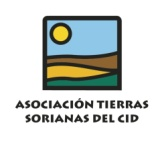 ASOCIACIÓN TIERRAS
SORIANAS DEL CID